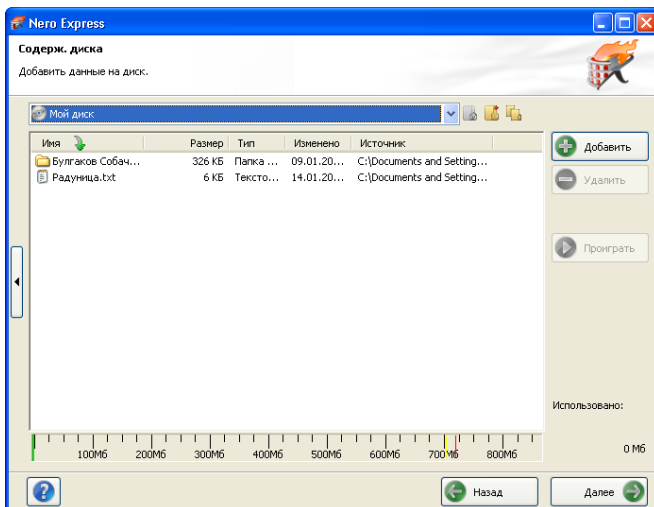 Nero Express
Содерж. диска
Добавить данные на диск.
Мой диск
Имя Размер Тип Изменено Источник
Булгаков Собач... 326 КБ Папка ... 09.01.20... C:\Documents and Setting...
Радуница.txt 6 КБ Тексто... 14.01.20... C:\Documents and Setting...
Добавить
Удалить
Проиграть
Использовано:
0 Мб
100Мб 200Мб 300Мб 400Мб 500Мб 600Мб 700Мб 800Мб
Назад Далее